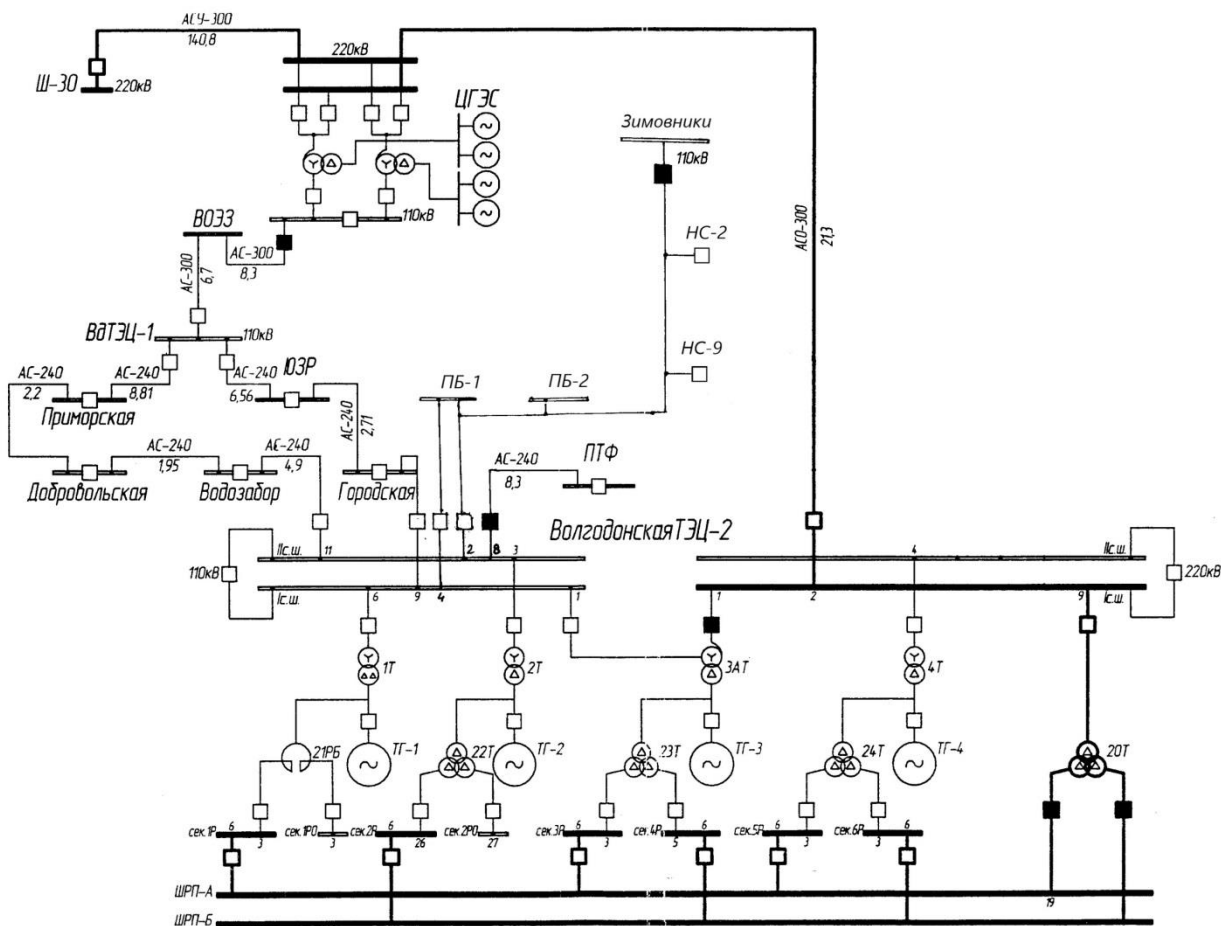 АСУ-300
140,8
220кВ
Ш-30
220кВ
ЦГЭС
Зимовники
110кВ
110кВ
ВОЭЗ
АС-300
8,3
АС-300
6,7
НС-2
АСО-300
21,3
ВдТЭЦ-1
110кВ
НС-9
АС-240
2,2
АС-240
8,81
АС-240
6,56
ЮЗР
Приморская
АС-240
2,71
ПБ-1
ПБ-2
АС-240
1,95
АС-240
4,9
АС-240
8,3
ПТФ
Добровольская
Водозабор
Городская
Волгодонская ТЭЦ-2
IIс.ш.
11
2
8
3
4
IIс.ш.
110кВ
220кВ
Iс.ш.
6
9
4
1
1
2
9
Iс.ш.
1Т
2Т
3АТ
4Т
21РБ
ТГ-1
22Т
ТГ-2
23Т
ТГ-3
24Т
ТГ-4
20Т
сек.1Р
6
3
сек.1РО
3
сек.2Р
6
26
сек.2РО
27
сек.3Р
6
3
сек.4Р
6
5
сек.5Р
6
3
сек.6Р
6
3
ШРП-А
19
ШРП-Б